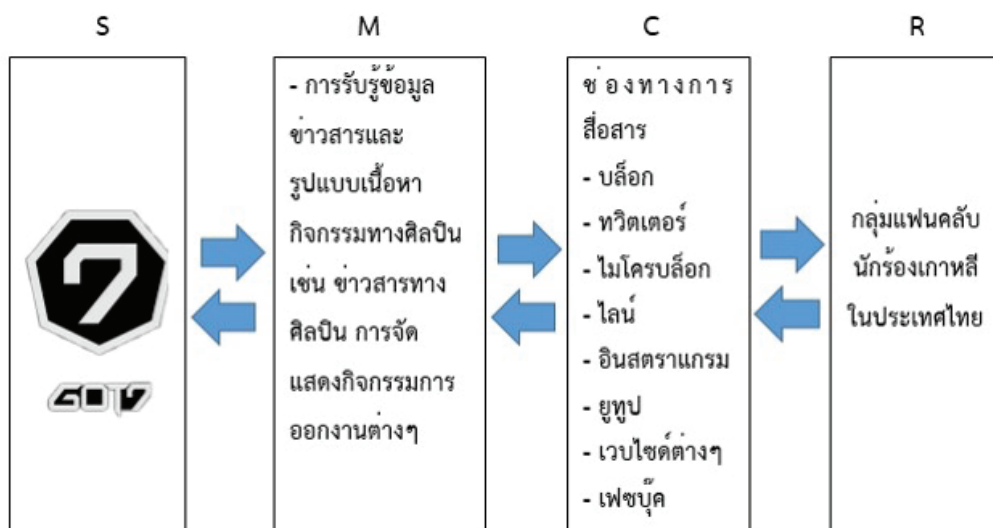 S
M
C
R
7
GOT7
- การรับรู้ข้อมูล
ข่าวสารและ
รูปแบบเนื้อหา
กิจกรรมทางศิลปิน
เช่น ข่าวสารทาง
ศิลปิน การจัด
แสดงกิจกรรมการ
ออกงานต่างๆ
ช่องทางการ
สื่อสาร
- บล็อก
- ทวิตเตอร์
- ไมโครบล็อก
- ไลน์
- อินสตราแกรม
- ยูทูป
- เวบไซด์ต่างๆ
- เฟซบุ๊ค
กลุ่มแฟนคลับ
นักร้องเกาหลี
ในประเทศไทย